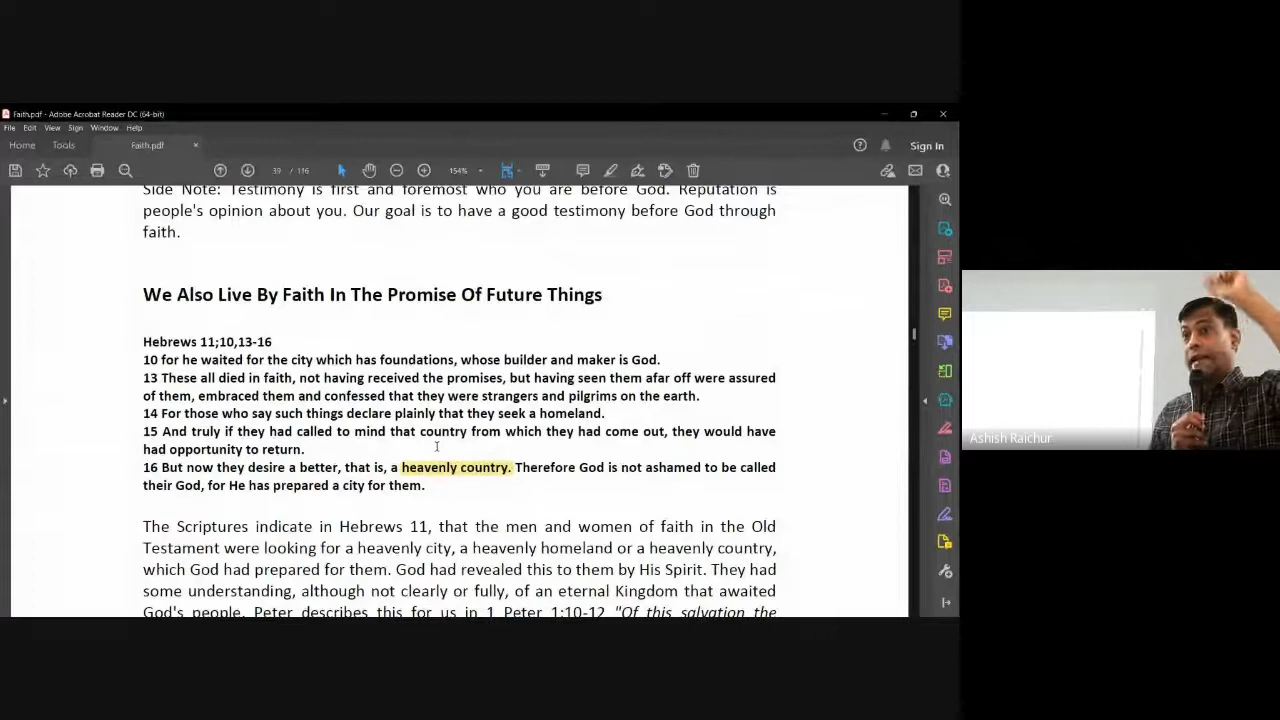 Faith.pdf - Adobe Acrobat Reader DC (64-bit)
File Edit View Sign Window Help
Home Tools Faith.pdf × Sign In
39 / 116 154%
Side Note: Testimony is first and foremost who you are before God. Reputation is
people's opinion about you. Our goal is to have a good testimony before God through
faith.
We Also Live By Faith In The Promise Of Future Things
Hebrews 11;10,13-16
10 for he waited for the city which has foundations, whose builder and maker is God.
13 These all died in faith, not having received the promises, but having seen them afar off were assured
of them, embraced them and confessed that they were strangers and pilgrims on the earth.
14 For those who say such things declare plainly that they seek a homeland.
15 And truly if they had called to mind that country from which they had come out, they would have
had opportunity to return.
16 But now they desire a better, that is, a heavenly country. Therefore God is not ashamed to be called
their God, for He has prepared a city for them.
The Scriptures indicate in Hebrews 11, that the men and women of faith in the Old
Testament were looking for a heavenly city, a heavenly homeland or a heavenly country,
which God had prepared for them. God had revealed this to them by His Spirit. They had
some understanding, although not clearly or fully, of an eternal Kingdom that awaited
God's people. Peter describes this for us in 1 Peter 1:10-12 "Of this salvation the
Ashish Raichur